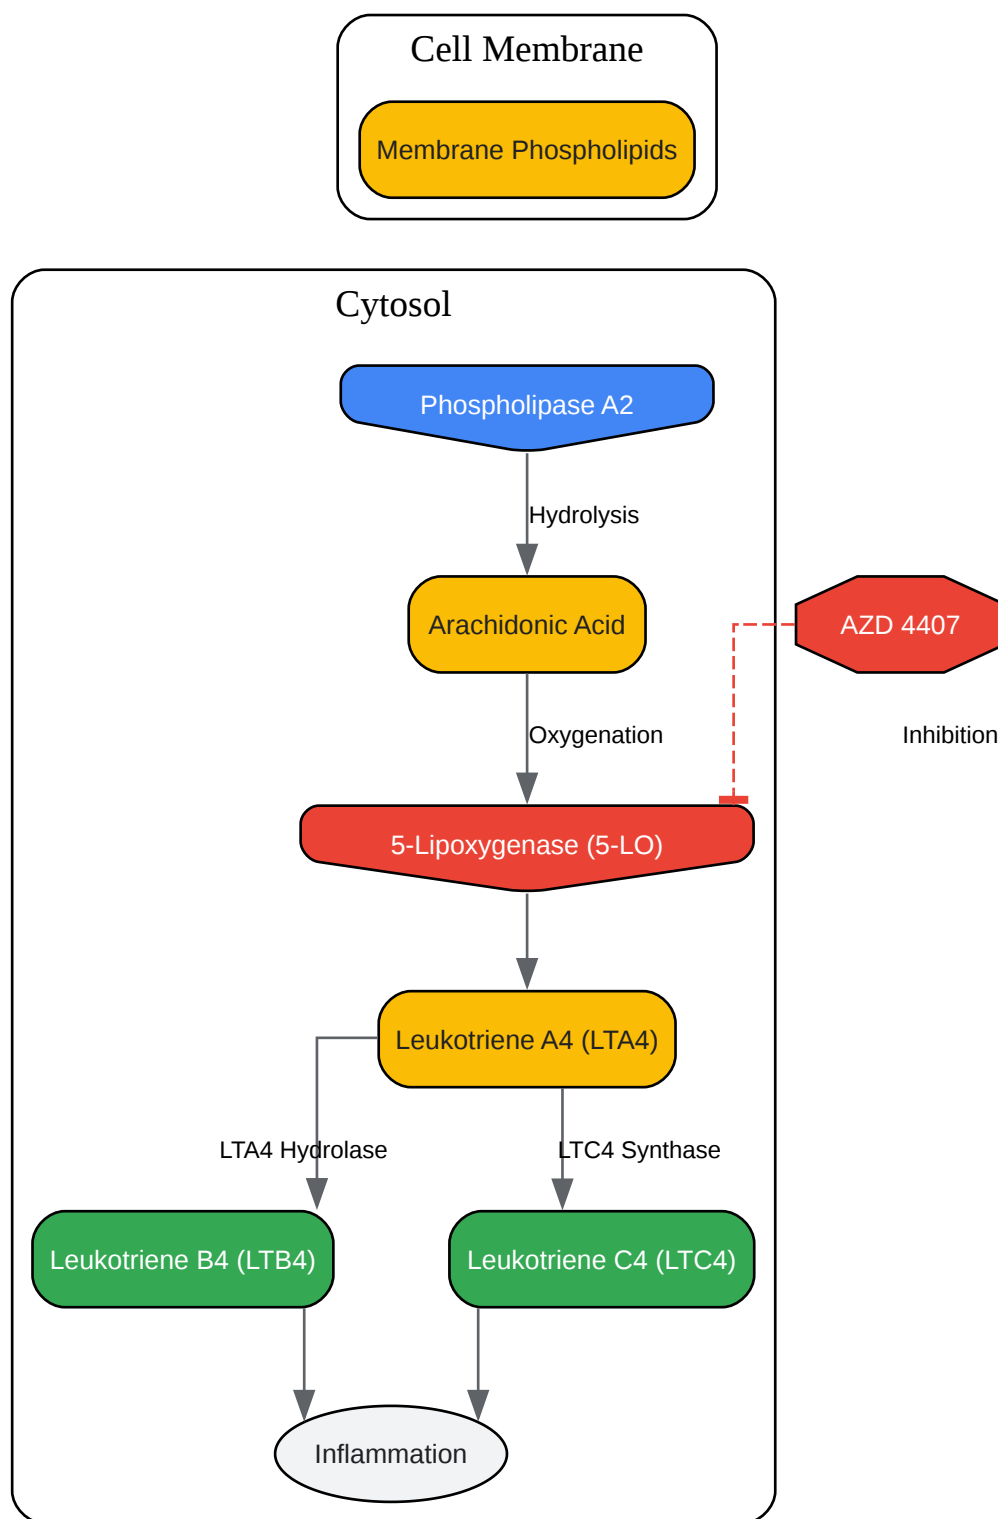 Cell Membrane
Membrane Phospholipids
Cytosol
Phospholipase A2
Hydrolysis
Arachidonic Acid
AZD 4407
Oxygenation
Inhibition
5-Lipoxygenase (5-LO)
Leukotriene A4 (LTA4)
LTA4 Hydrolase
LTC4 Synthase
Leukotriene B4 (LTB4)
Leukotriene C4 (LTC4)
Inflammation